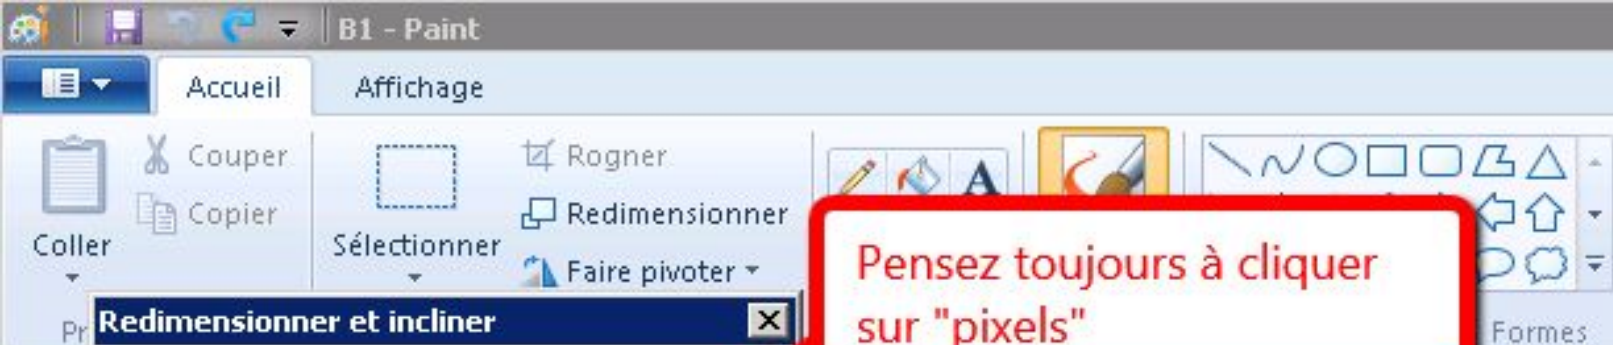 B1 - Paint
Accueil Affichage
Couper
Copier
Coller
Sélectionner
Rogner
Redimensionner
Faire pivoter
A
Pensez toujours à cliquer
sur "pixels"
Pr
Redimensionner et incliner
Formes